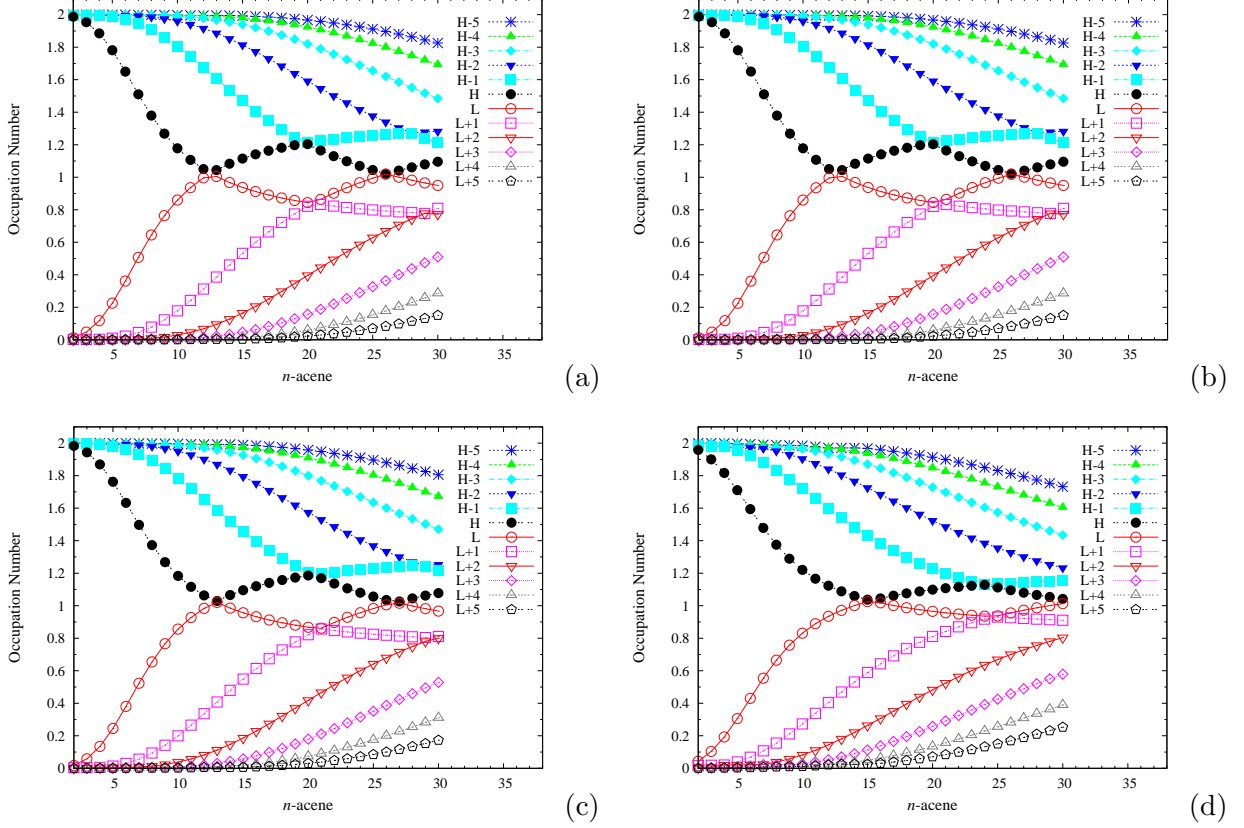 2
1.8
1.6
1.4
1.2
1
0.8
0.6
0.4
0.2
0
Occupation Number
5
10
15
20
25
30
35
n-acene
H-5
H-4
H-3
H-2
H-1
H
L
L+1
L+2
L+3
L+4
L+5
(a)
2
1.8
1.6
1.4
1.2
1
0.8
0.6
0.4
0.2
0
Occupation Number
5
10
15
20
25
30
35
n-acene
H-5
H-4
H-3
H-2
H-1
H
L
L+1
L+2
L+3
L+4
L+5
(b)
2
1.8
1.6
1.4
1.2
1
0.8
0.6
0.4
0.2
0
Occupation Number
5
10
15
20
25
30
35
n-acene
H-5
H-4
H-3
H-2
H-1
H
L
L+1
L+2
L+3
L+4
L+5
(c)
2
1.8
1.6
1.4
1.2
1
0.8
0.6
0.4
0.2
0
Occupation Number
5
10
15
20
25
30
35
n-acene
H-5
H-4
H-3
H-2
H-1
H
L
L+1
L+2
L+3
L+4
L+5
(d)